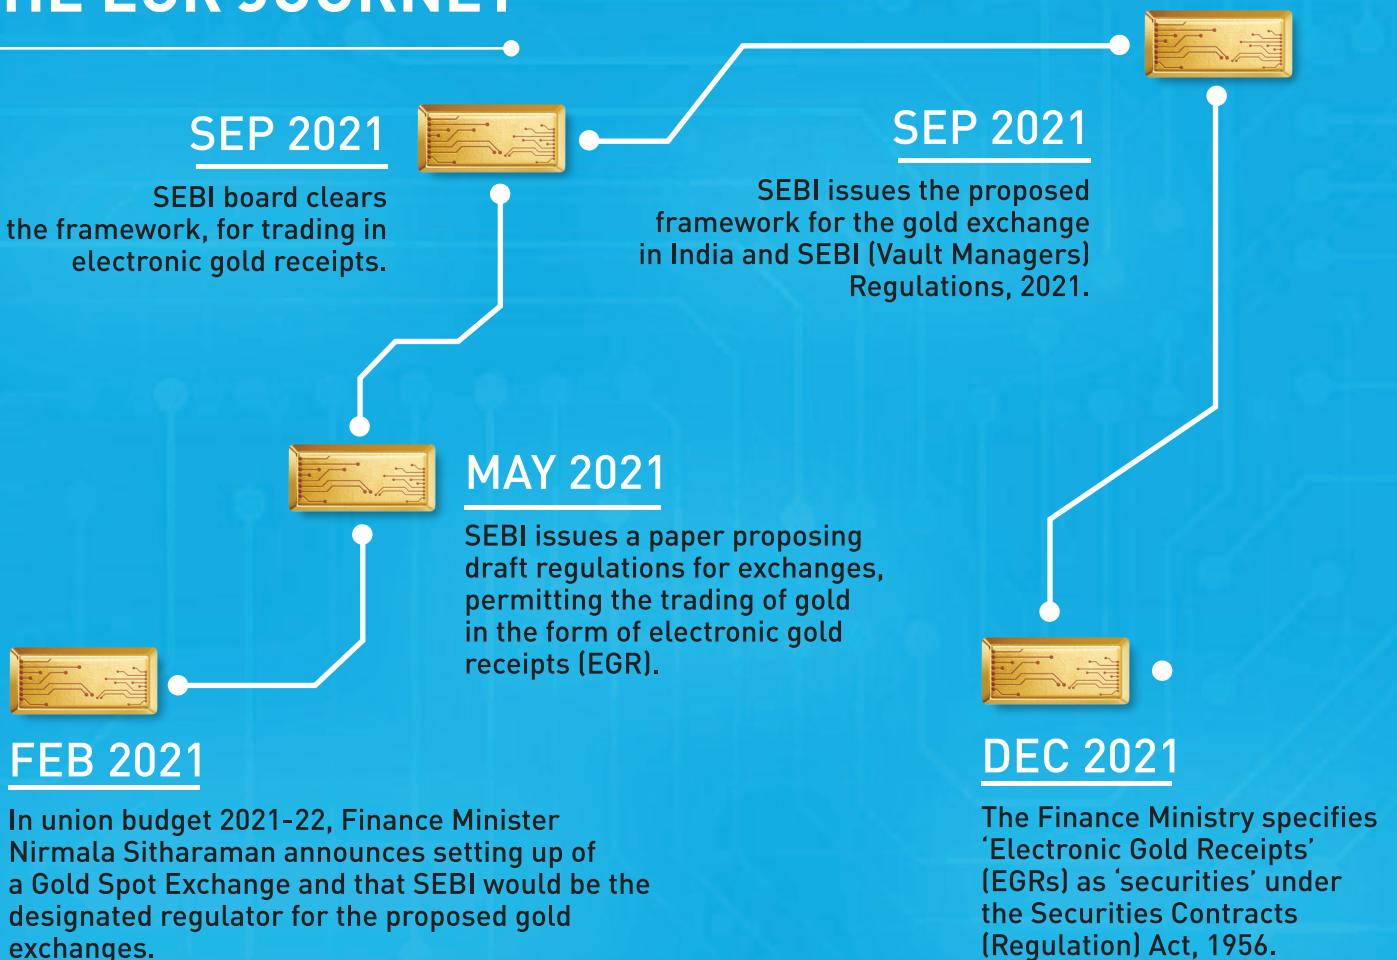 THE EGR JOURNEY
SEP 2021
SEBI board clears
the framework, for trading in
electronic gold receipts.
SEP 2021
SEBI issues the proposed
framework for the gold exchange
in India and SEBI (Vault Managers)
Regulations, 2021.
MAY 2021
SEBI issues a paper proposing
draft regulations for exchanges,
permitting the trading of gold
in the form of electronic gold
receipts (EGR).
FEB 2021
In union budget 2021-22, Finance Minister
Nirmala Sitharaman announces setting up of
a Gold Spot Exchange and that SEBI would be the
designated regulator for the proposed gold
exchanges.
DEC 2021
The Finance Ministry specifies
‘Electronic Gold Receipts’
(EGRs) as ‘securities’ under
the Securities Contracts
(Regulation) Act, 1956.